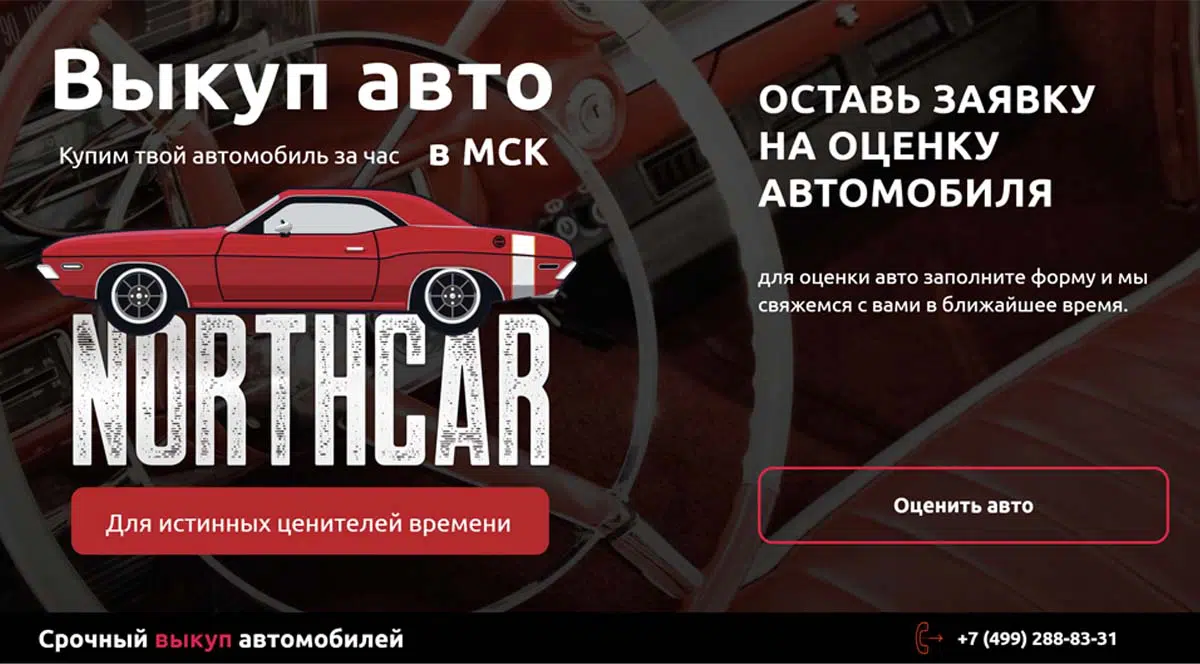 Выкуп авто
Купим твой автомобиль за час в МСК
NORTHCAR
Для истинных ценителей времени
ОСТАВЬ ЗАЯВКУ
НА ОЦЕНКУ
АВТОМОБИЛЯ
для оценки авто заполните форму и мы
свяжемся с вами в ближайшее время.
Оценить авто
Срочный выкуп автомобилей
+7 (499) 288-83-31